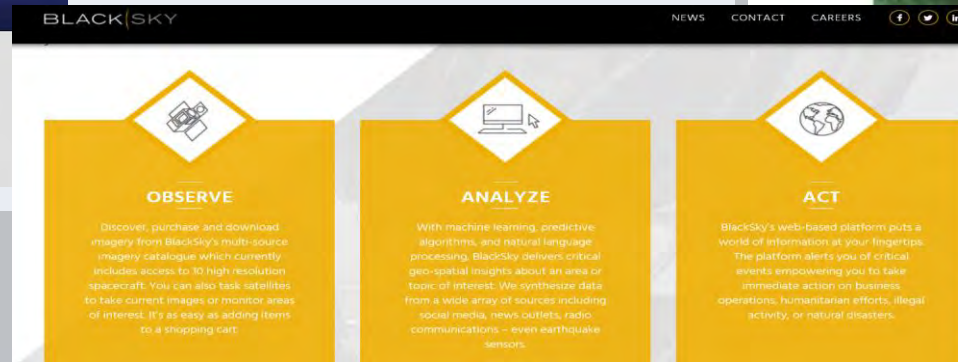 BLACK(SKY
NEWS CONTACT CAREERS
OBSERVE
Discover, purchase and download
imagery from BlackSky's multi-source
imagery catalogue which currently
includes access to 10 high resolution
spacecraft. You can also task satellites
to take current images or monitor areas
of interest. It's as easy as adding items
to a shopping cart
ANALYZE
With machine learning, predictive
algorithms, and natural language
processing, BlackSky delivers critical
geo-spatial insights about an area or
topic of interest. We synthesize data
from a wide array of sources including
social media, news outlets, radio
communications – even earthquake
sensors.
ACT
BlackSky's web-based platform puts a
world of information at your fingertips.
The platform alerts you of critical
events empowering you to take
immediate action on business
operations, humanitarian efforts, illegal
activity, or natural disasters.